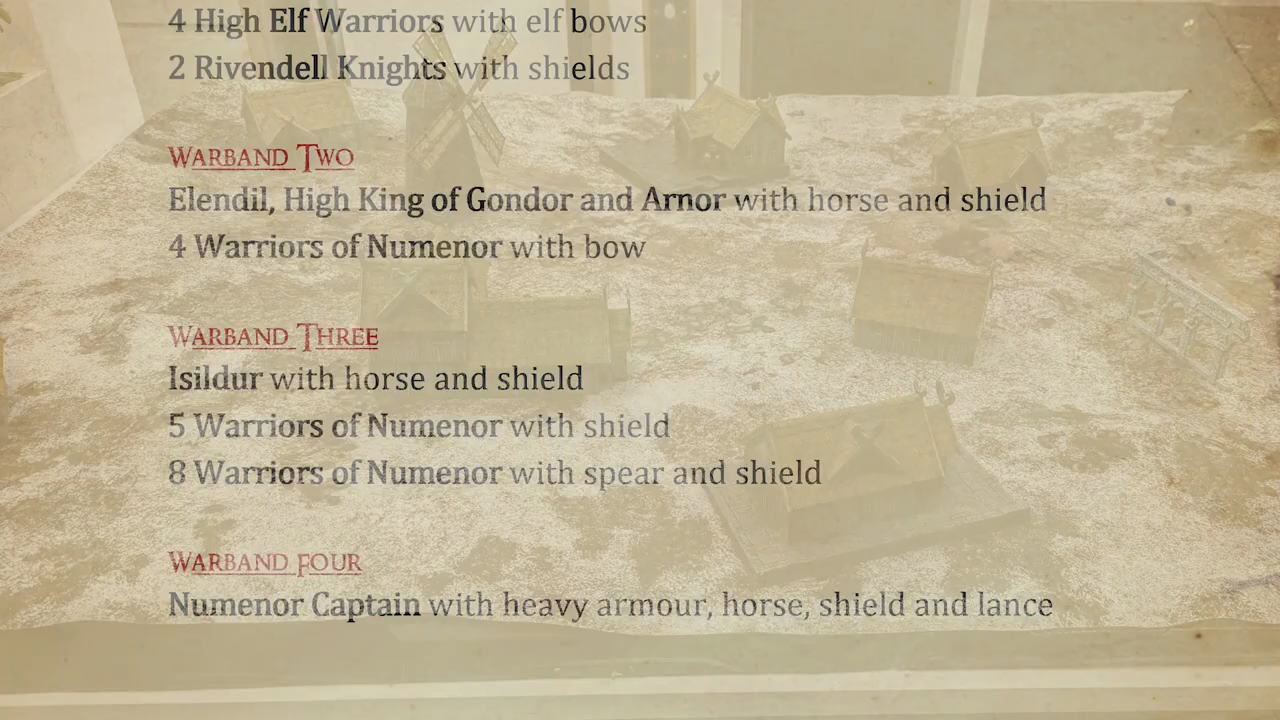 4 High Elf Warriors with elf bows
2 Rivendell Knights with shields
Warband Two
Elendil, High King of Gondor and Arnor with horse and shield
4 Warriors of Numenor with bow
Warband Three
Isildur with horse and shield
5 Warriors of Numenor with shield
8 Warriors of Numenor with spear and shield
Warband Four
Numenor Captain with heavy armour, horse, shield and lance